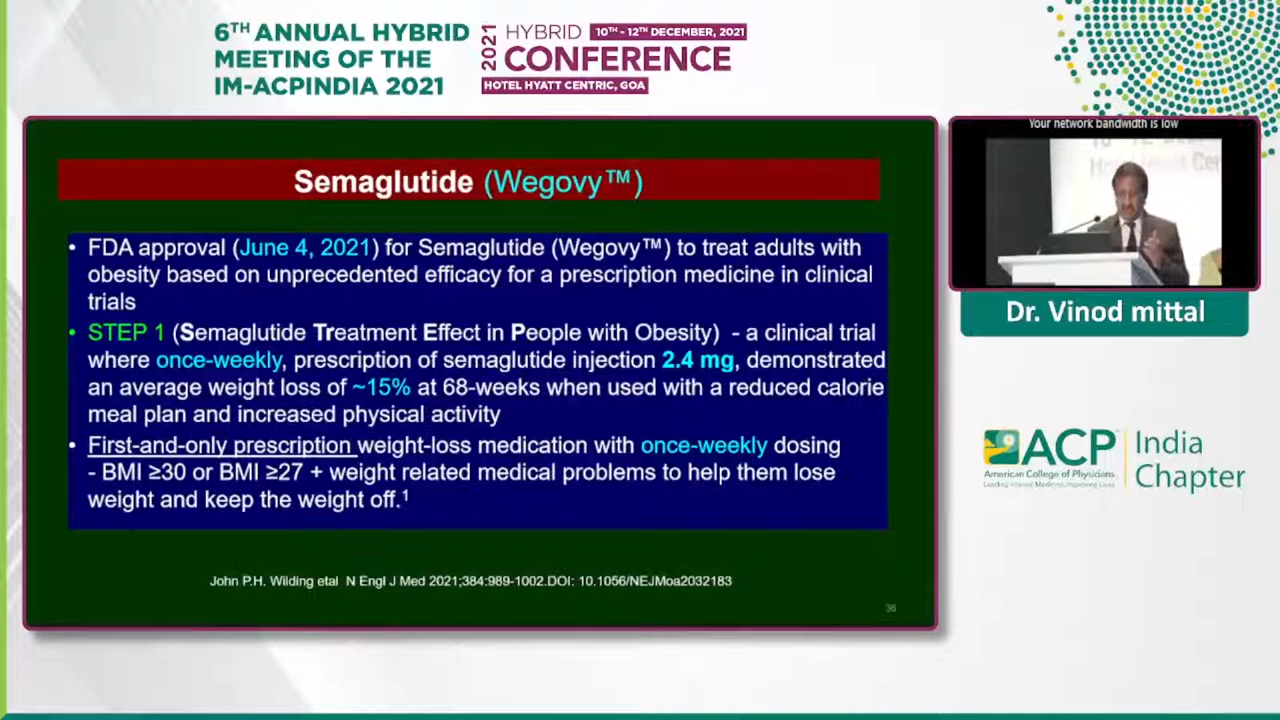 6TH ANNUAL HYBRID
MEETING OF THE
IM-ACPINDIA 2021
2021
HYBRID 10TH - 12TH DECEMBER, 2021
CONFERENCE
HOTEL HYATT CENTRIC, GOA
Semaglutide (Wegovy™)
• FDA approval (June 4, 2021) for Semaglutide (Wegovy™) to treat adults with
obesity based on unprecedented efficacy for a prescription medicine in clinical
trials
• STEP 1 (Semaglutide Treatment Effect in People with Obesity) - a clinical trial
where once-weekly, prescription of semaglutide injection 2.4 mg, demonstrated
an average weight loss of ~15% at 68-weeks when used with a reduced calorie
meal plan and increased physical activity
• First-and-only prescription weight-loss medication with once-weekly dosing
- BMI ≥30 or BMI ≥27 + weight related medical problems to help them lose
weight and keep the weight off.1
John P.H. Wilding etal N Engl J Med 2021;384:989-1002.DOI: 10.1056/NEJMoa2032183
36
Your network bandwidth is low
Dr. Vinod mittal
ACP
American College of Physicians
Leading Internal Medicine, Improving Lives
India
Chapter